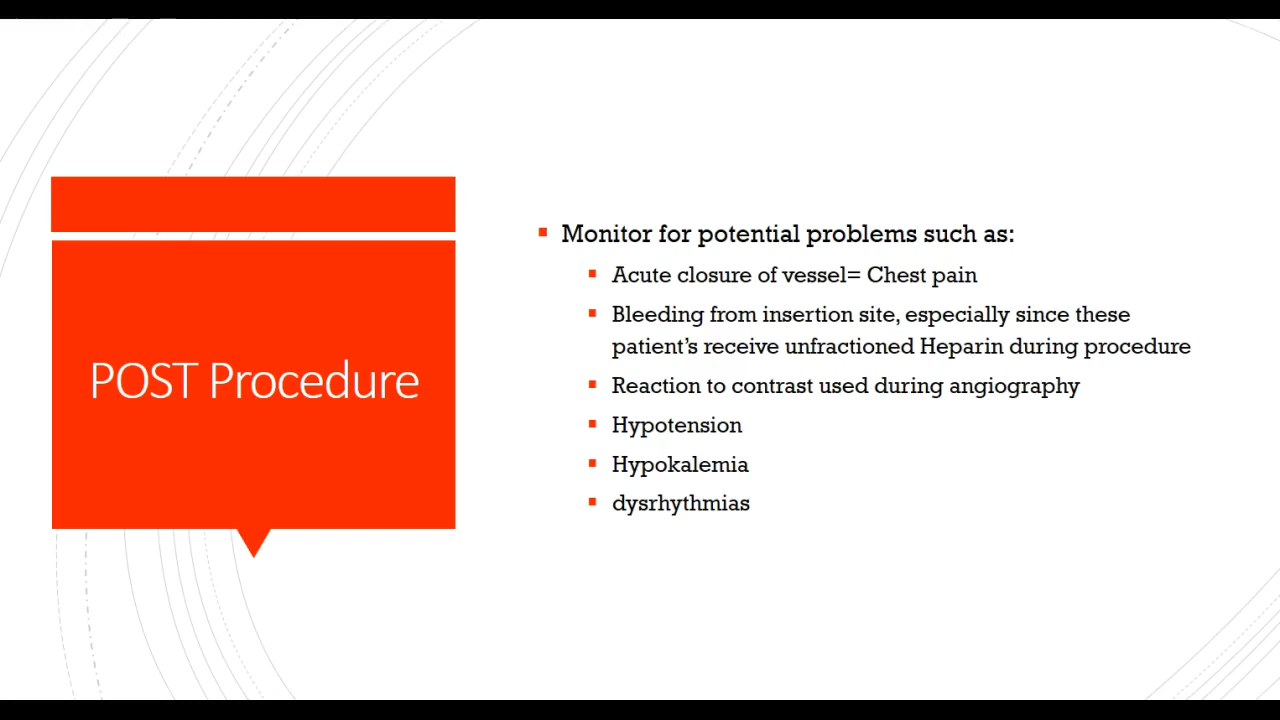 POST Procedure
Monitor for potential problems such as:
Acute closure of vessel= Chest pain
Bleeding from insertion site, especially since these
patient's receive unfractioned Heparin during procedure
Reaction to contrast used during angiography
Hypotension
Hypokalemia
dysrhythmias